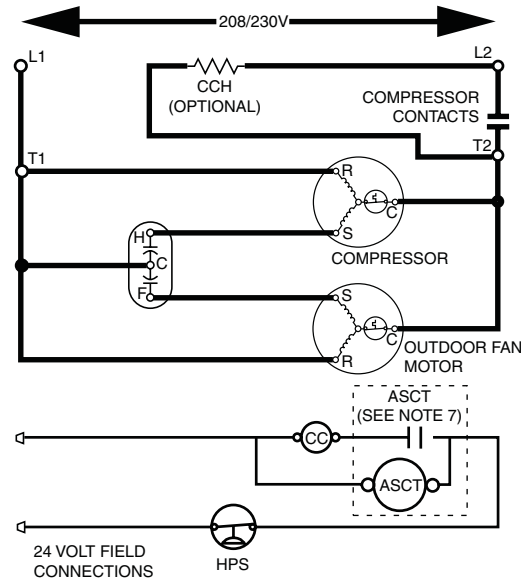 208/230V
L1
L2
CCH
(OPTIONAL)
COMPRESSOR
CONTACTS
T1
T2
R
C
S
COMPRESSOR
H
C
F
S
C
R
OUTDOOR FAN
MOTOR
ASCT
(SEE NOTE 7)
CC
ASCT
24 VOLT FIELD
CONNECTIONS
HPS